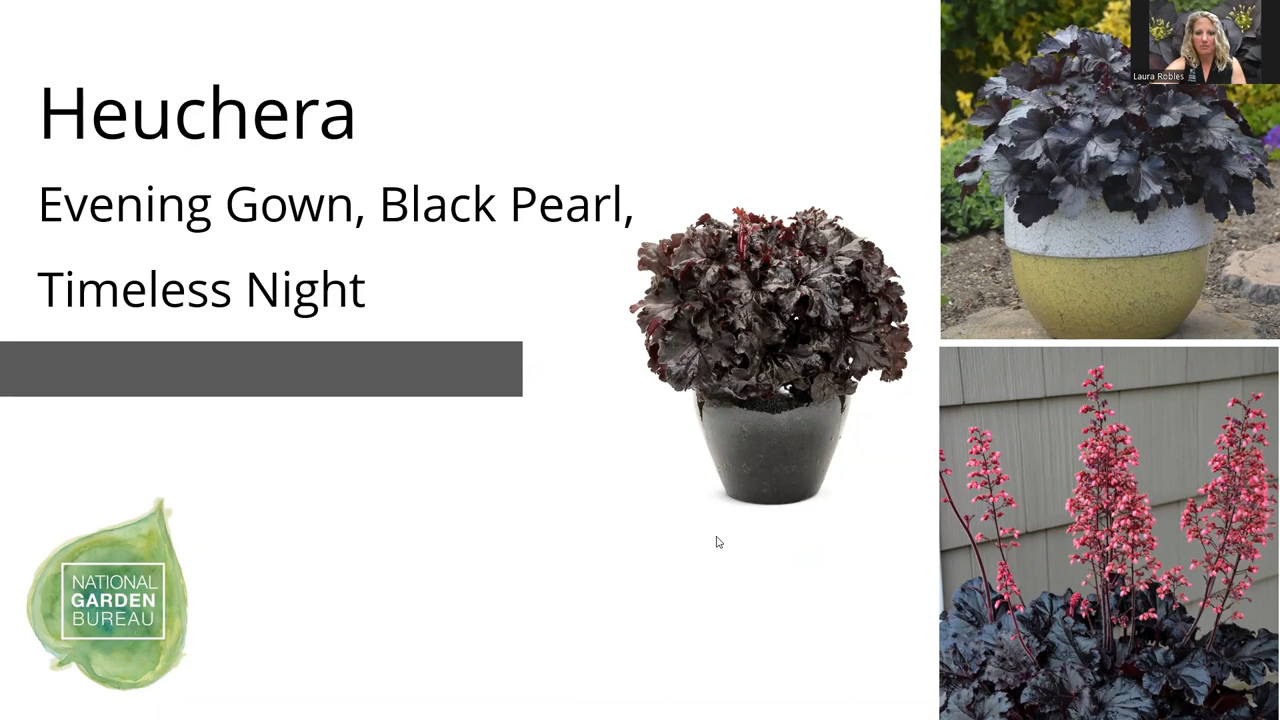 Heuchera
Evening Gown, Black Pearl,
Timeless Night
Laura Robles
NATIONAL
GARDEN
BUREAU